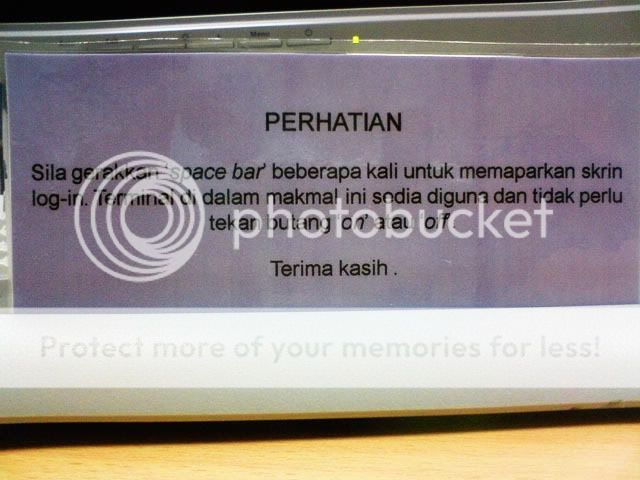 Menu
PERHATIAN
Sila gerakkan 'space bar' beberapa kali untuk memaparkan skrin
log-in. Terminal di dalam makmal ini sedia diguna dan tidak perlu
tekan butang 'on' atau 'off'.
photobucket
Terima kasih .
Protect more of your memories for less!